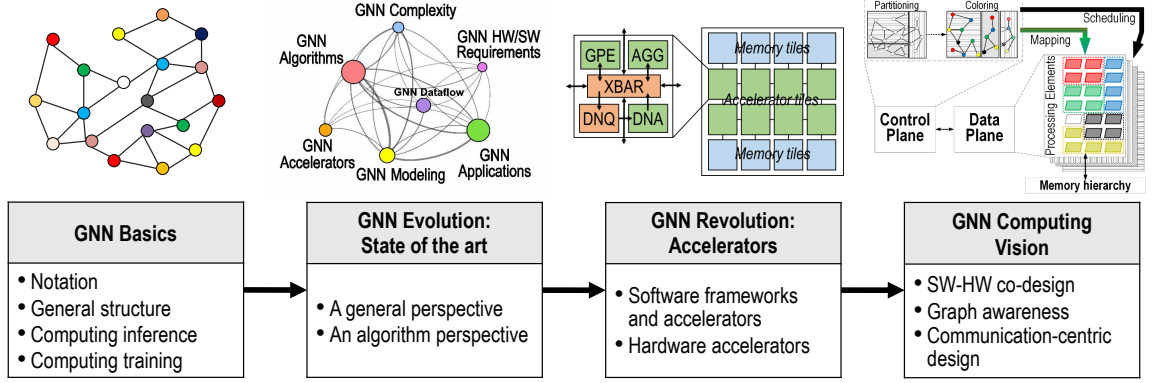 GNN Complexity
GNN
Algorithms
GNN HW/SW
Requirements
GNN Dataflow
GNN
Accelerators
GNN Modeling
GNN
Applications
GPE
AGG
XBAR
DNQ
DNA
Memory tiles
Accelerator tiles
Memory tiles
Partitioning
Coloring
Scheduling
Mapping
Control
Plane
Data
Plane
Processing Elements
Memory hierarchy
GNN Basics
• Notation
• General structure
• Computing inference
• Computing training
GNN Evolution:
State of the art
• A general perspective
• An algorithm perspective
GNN Revolution:
Accelerators
• Software frameworks
and accelerators
• Hardware accelerators
GNN Computing
Vision
• SW-HW co-design
• Graph awareness
• Communication-centric
design